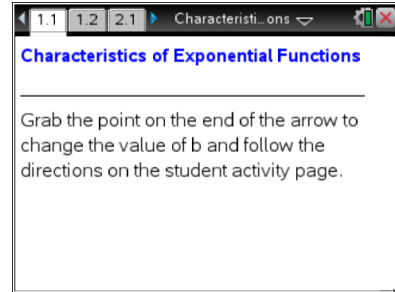 1.1 1.2 2.1 Characteristi...ons
Characteristics of Exponential Functions
Grab the point on the end of the arrow to
change the value of b and follow the
directions on the student activity page.